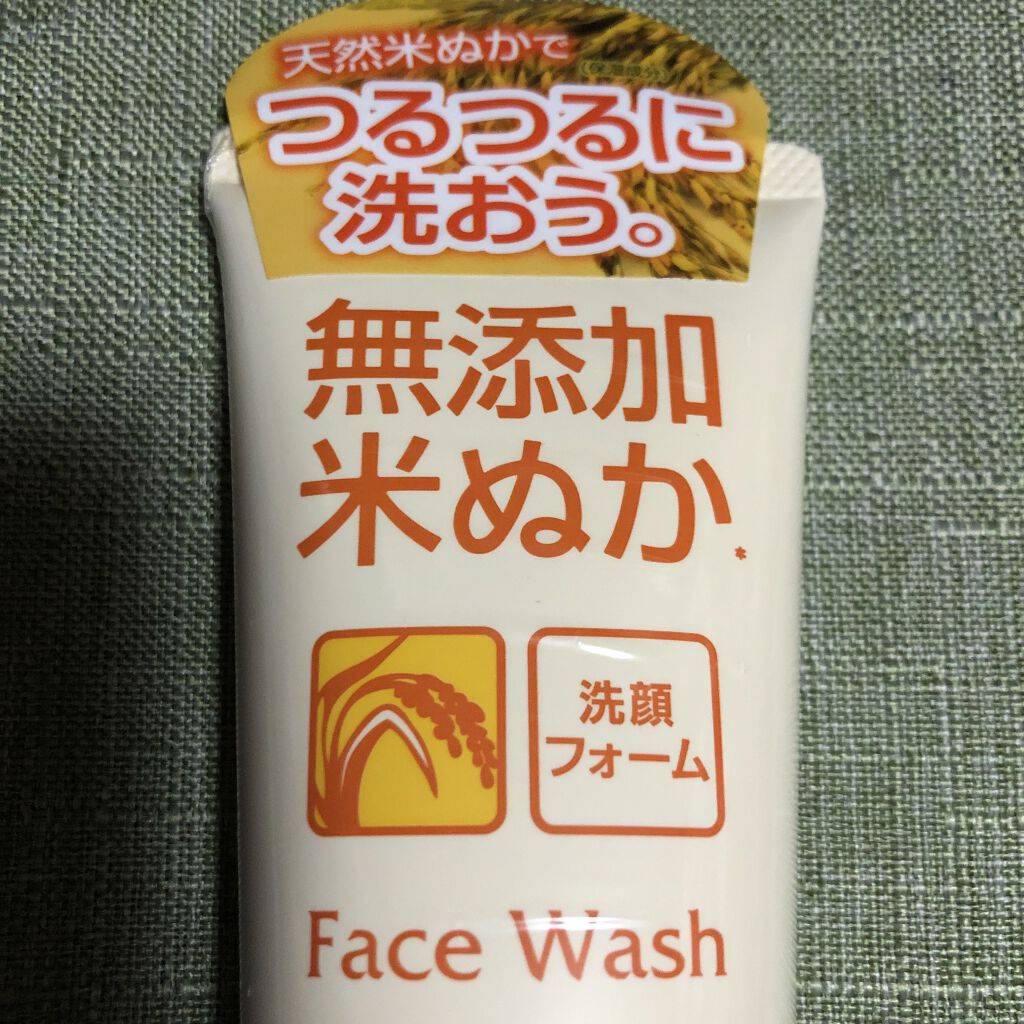 天然米ぬかで
つるつるに
洗おう。
無添加
米ぬか*
洗顔
フォーム
Face Wash